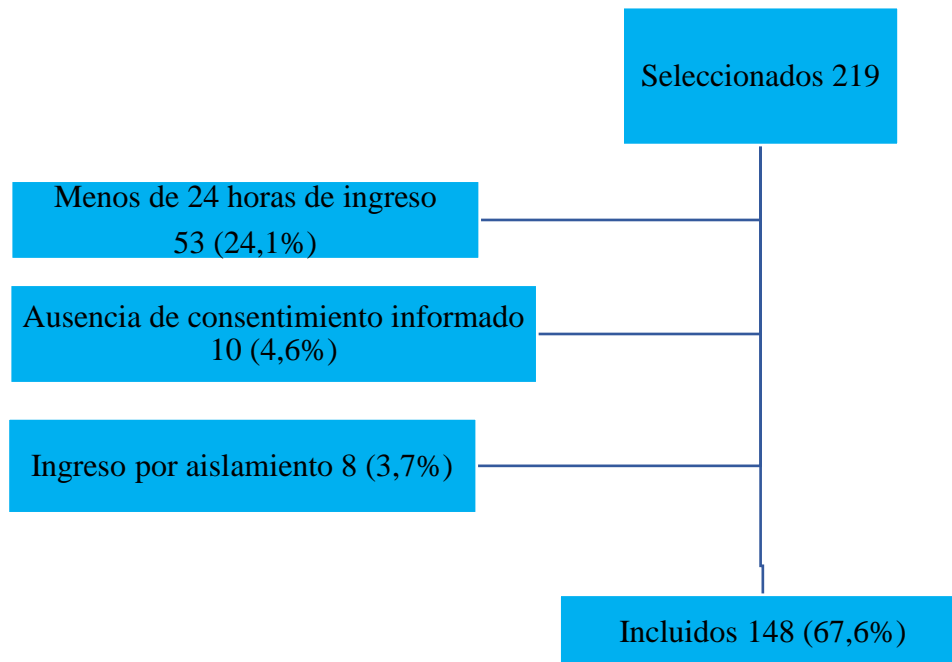 Seleccionados 219
Menos de 24 horas de ingreso
53 (24,1%)
Ausencia de consentimiento informado
10 (4,6%)
Ingreso por aislamiento 8 (3,7%)
Incluidos 148 (67,6%)